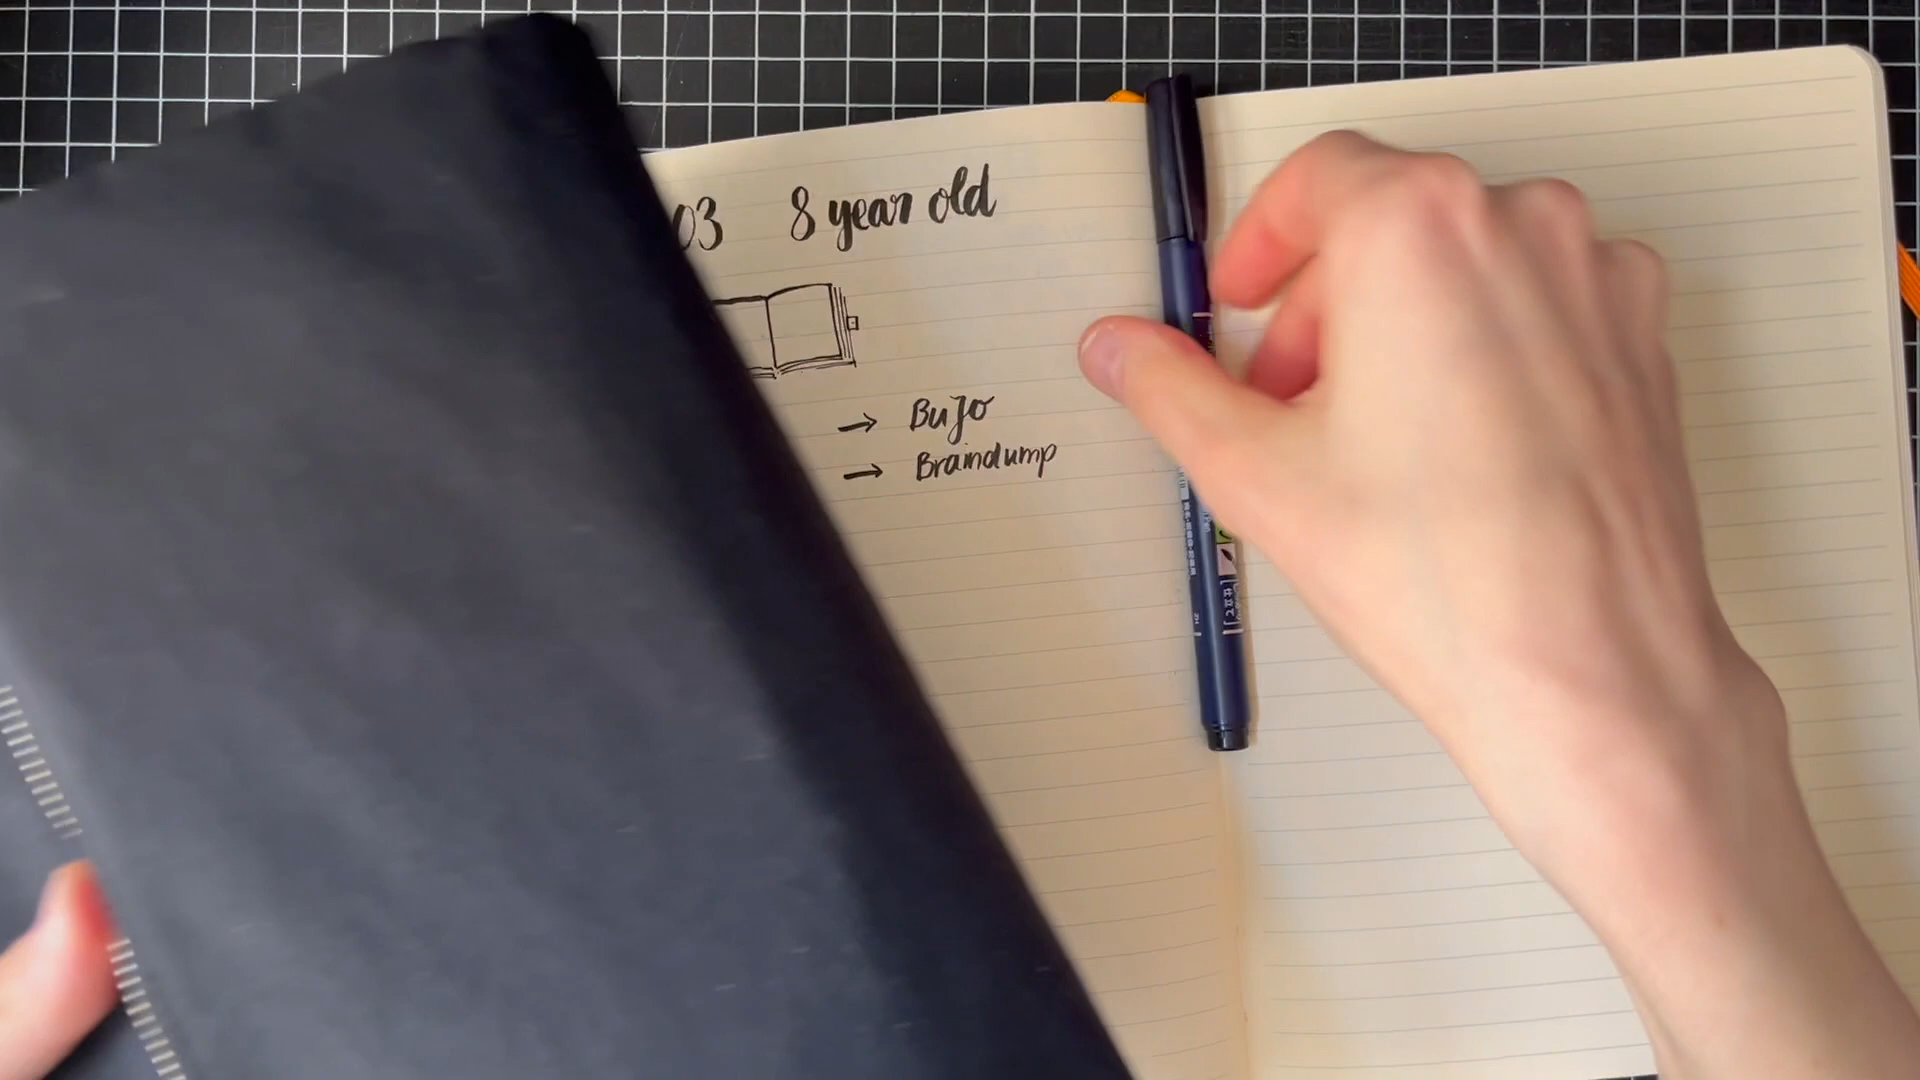 03 8 year old
→ BuJo
→ Braindump